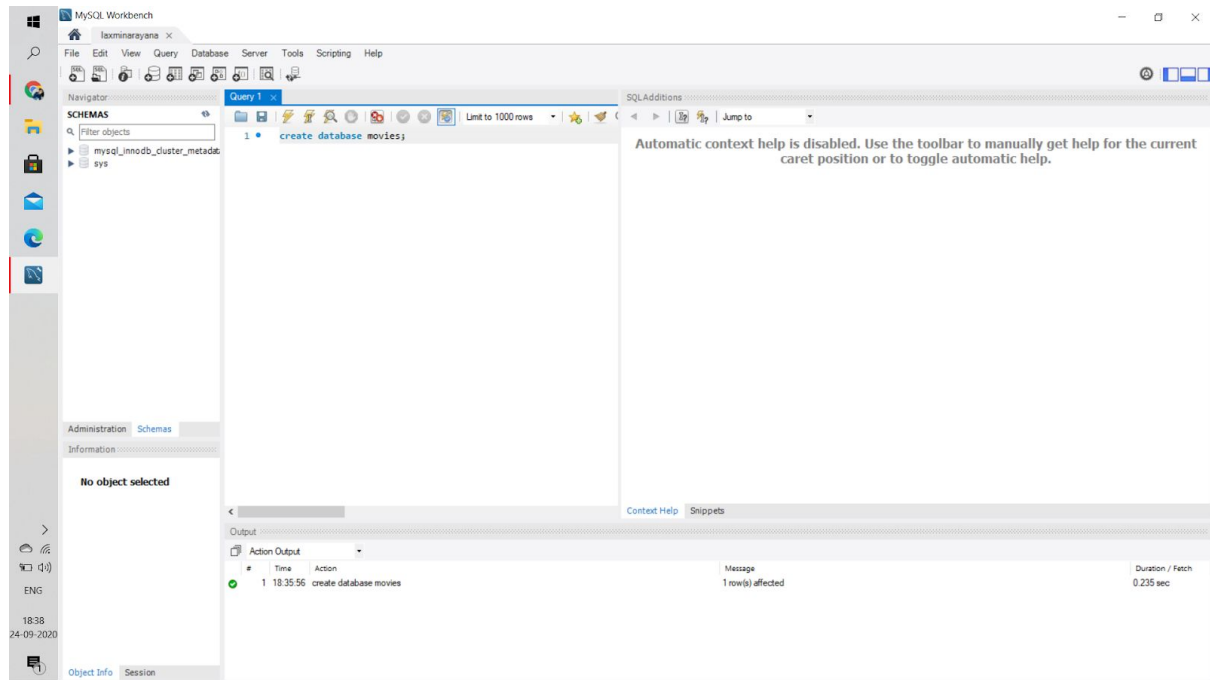 MySQL Workbench
laxminarayana
File Edit View Query Database Server Tools Scripting Help
Navigator
SCHEMAS
Filter objects
mysql_innodb_cluster_metadat
sys
Administration Schemas
Information
No object selected
Object Info Session
Query 1
Limit to 1000 rows
1 create database movies;
SQLAdditions
Jump to
Automatic context help is disabled. Use the toolbar to manually get help for the current
caret position or to toggle automatic help.
Context Help Snippets
Output
Action Output
# Time Action Message Duration / Fetch
1 18:35:56 create database movies 1 row(s) affected 0.235 sec
ENG
18:38
24-09-2020
1